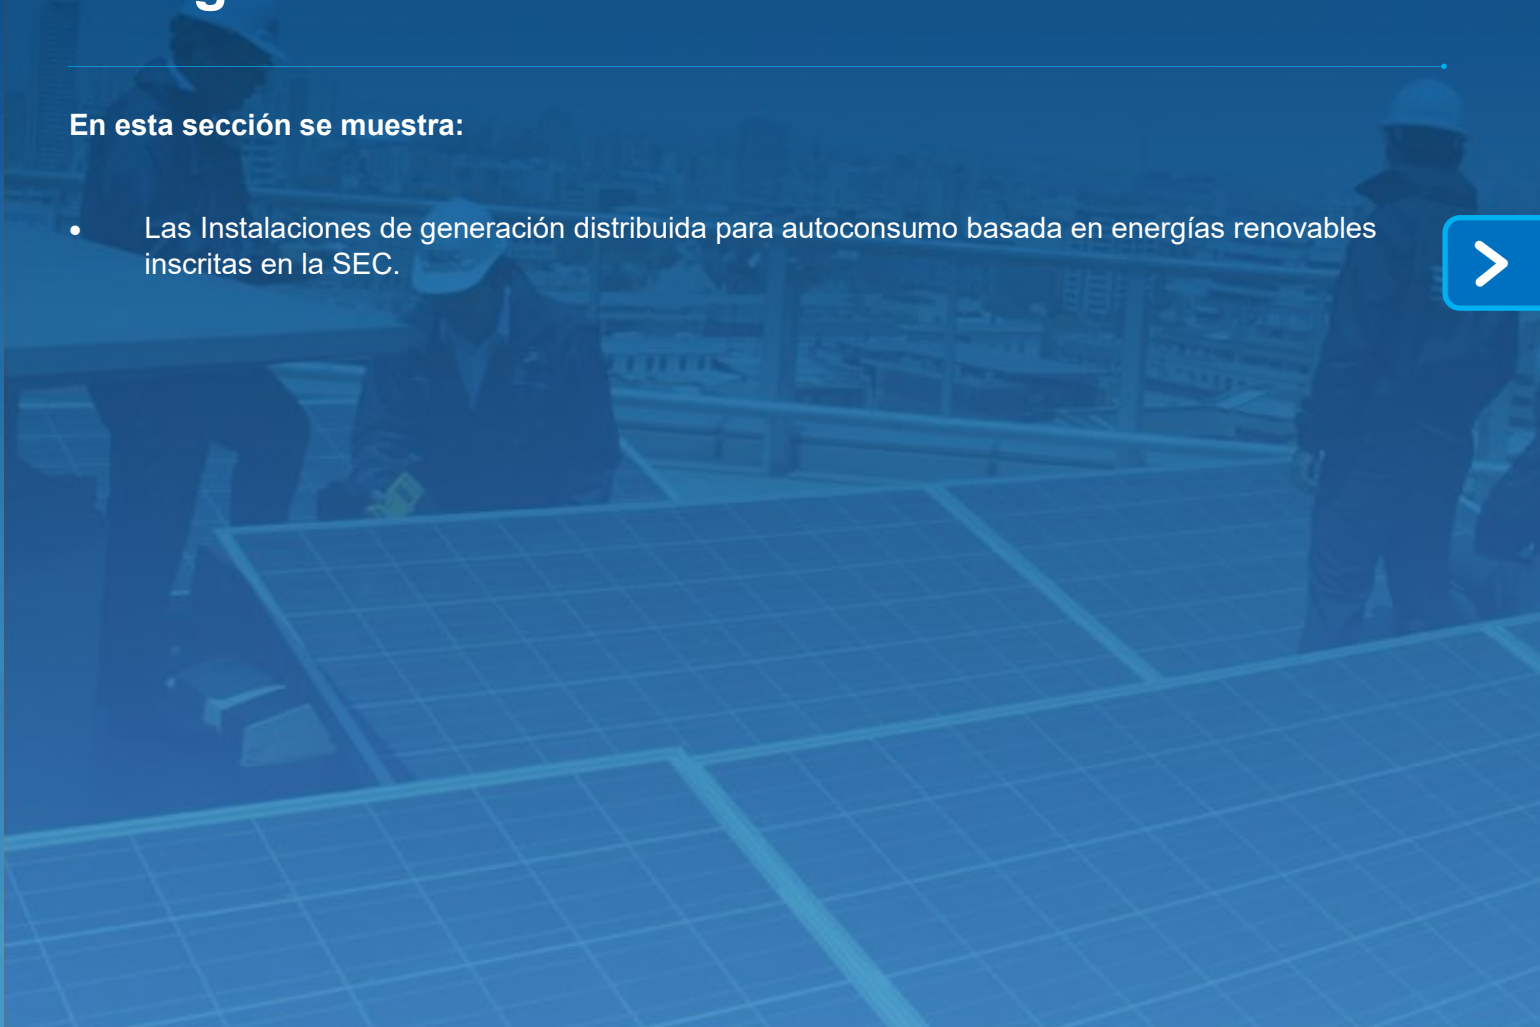 En esta sección se muestra:
• Las Instalaciones de generación distribuida para autoconsumo basada en energías renovables
inscritas en la SEC.